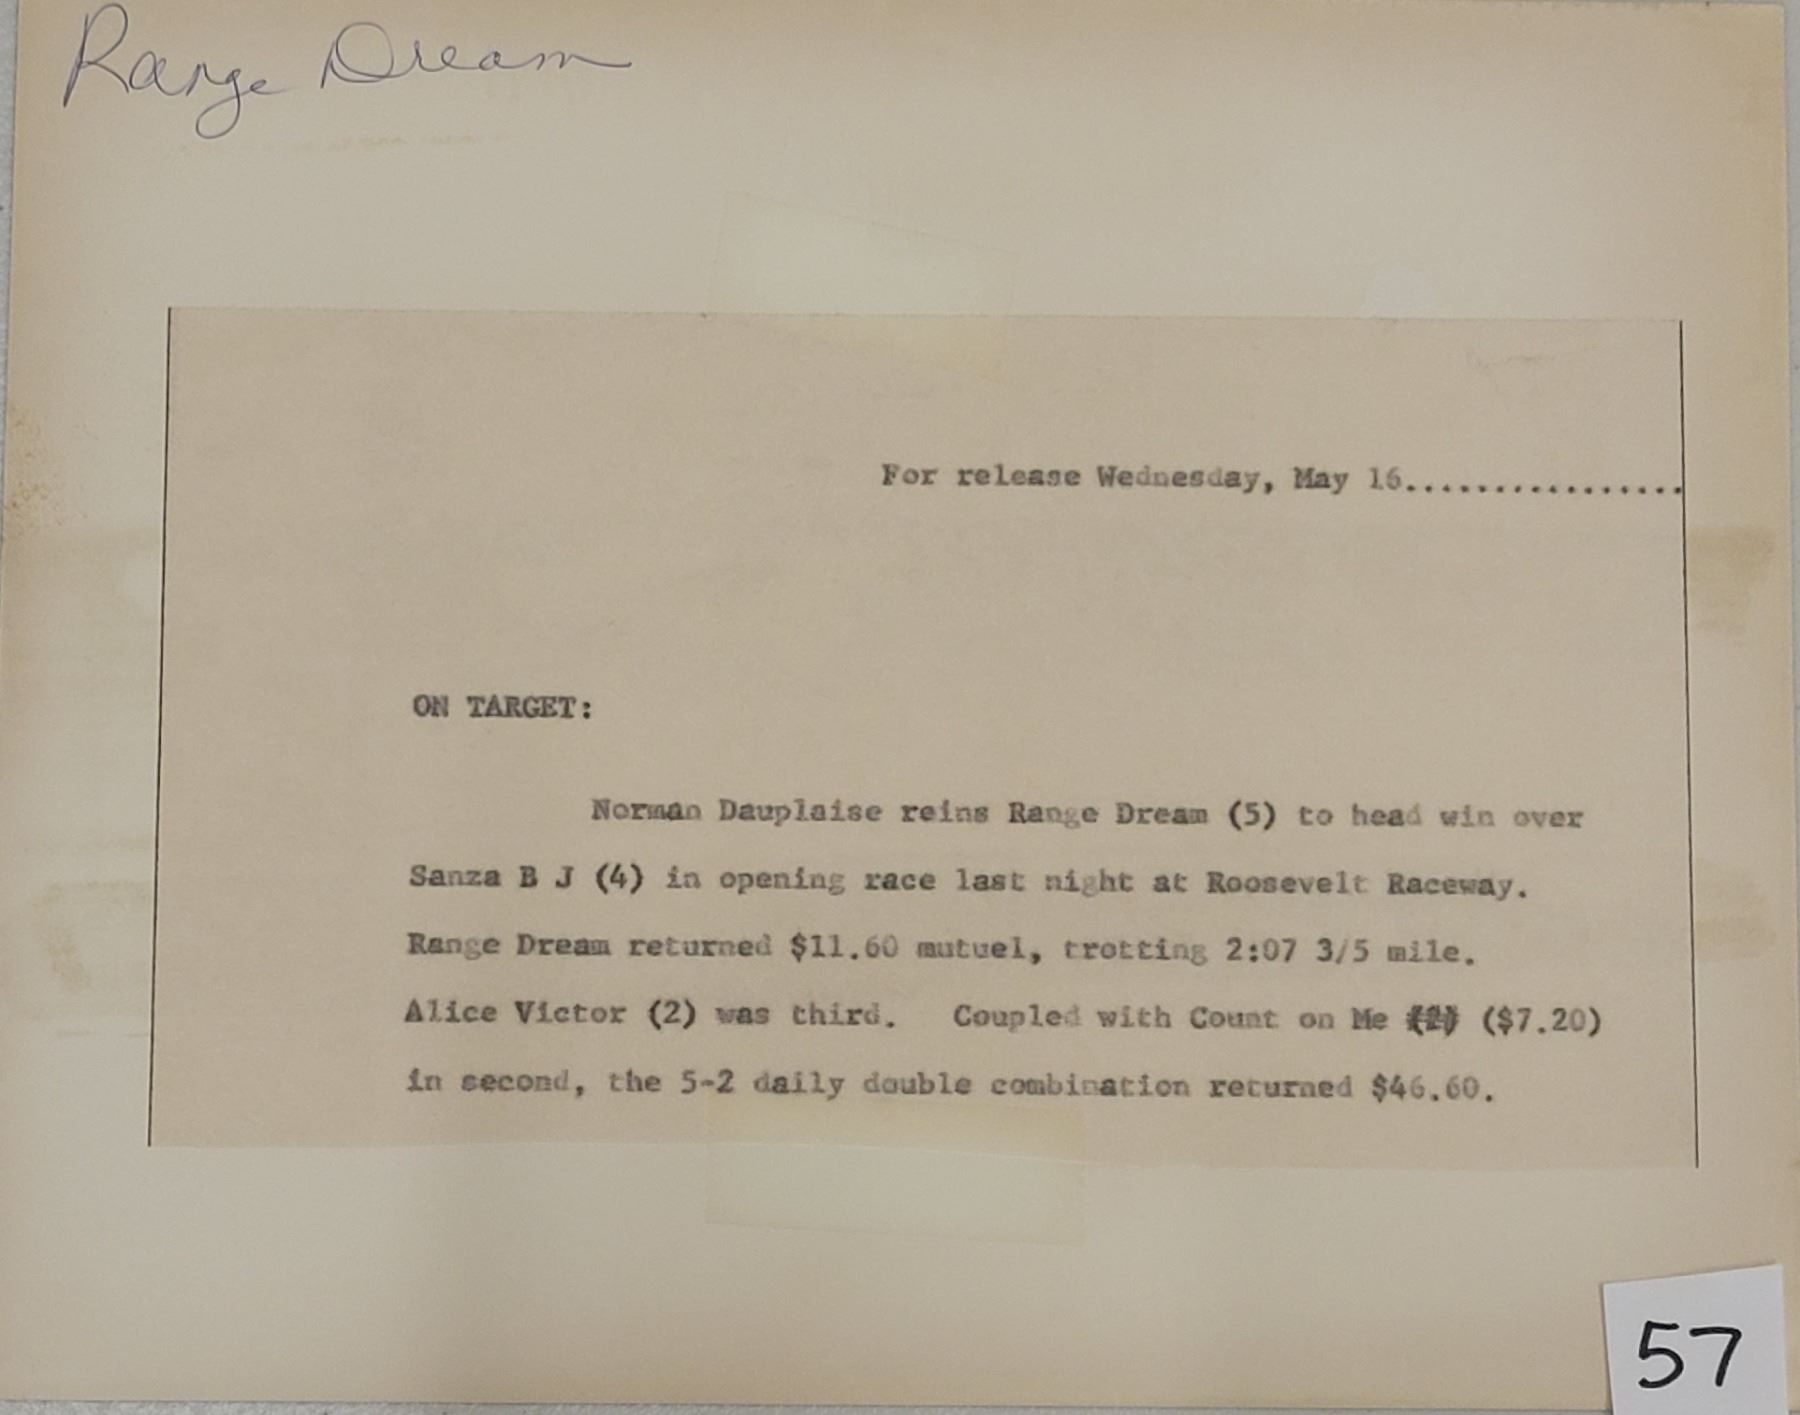 Range Dream
For release Wednesday, May 16................
ON TARGET:
Norman Dauplaise reins Range Dream (5) to head win over
Sanza B J (4) in opening race last night at Roosevelt Raceway.
Range Dream returned $11.60 mutuel, trotting 2:07 3/5 mile.
Alice Victor (2) was third. Coupled with Count on Me ($7.20)
in second, the 5-2 daily double combination returned $46.60.
57